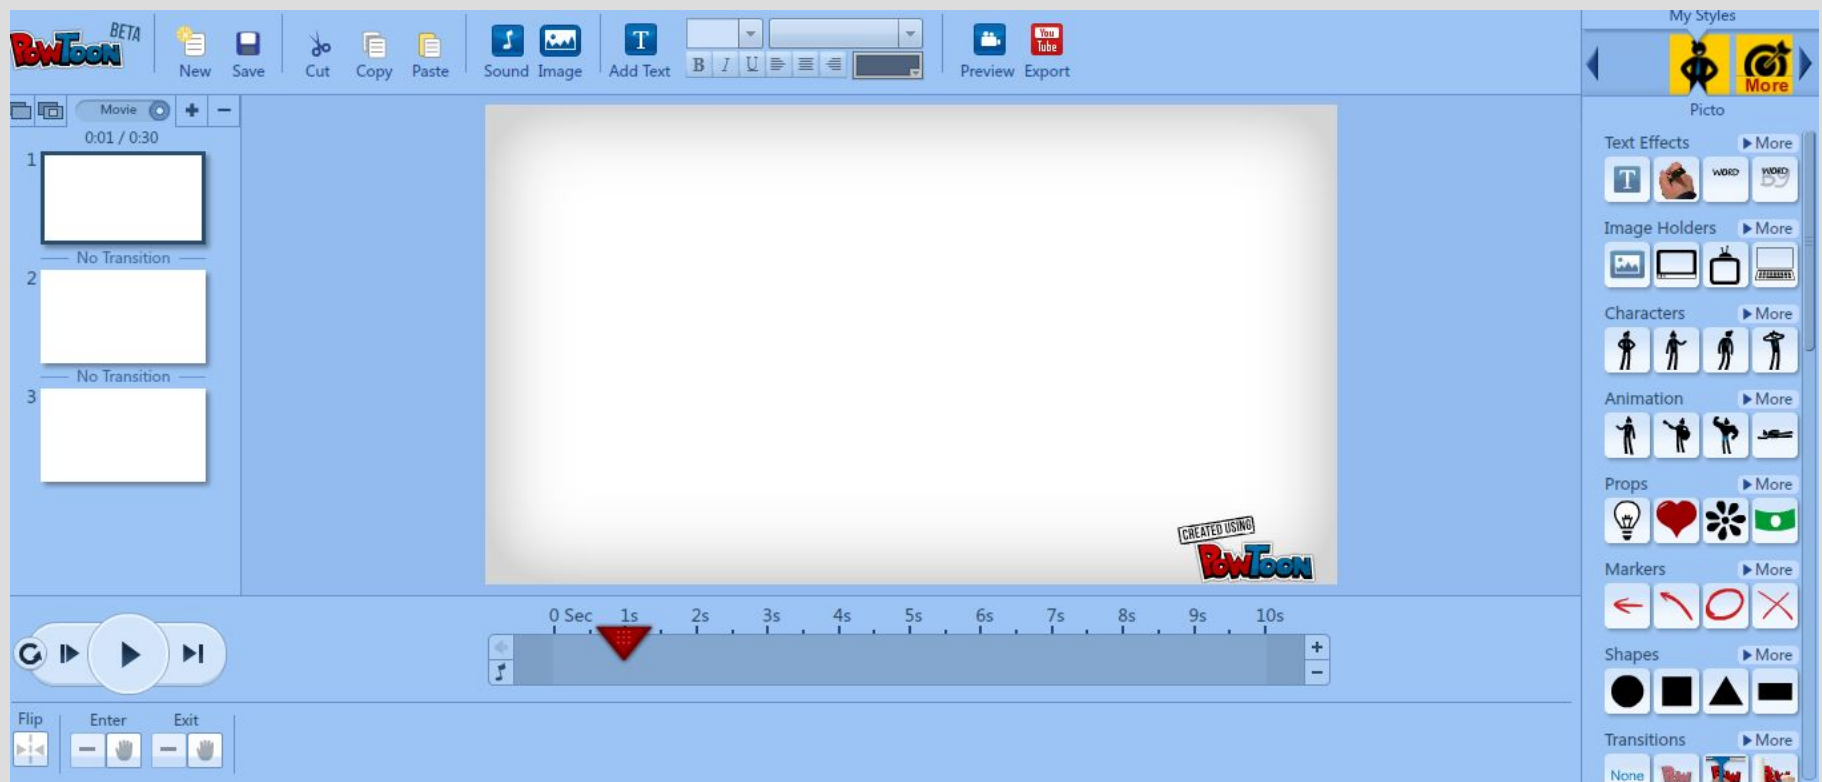 PowToon BETA
New Save Cut Copy Paste Sound Image T Add Text B I U Preview You Tube Export
My Styles
More
Picto
Movie + −
0:01 / 0:30
1
No Transition
2
No Transition
3
CREATED USING
PowToon
0 Sec 1s 2s 3s 4s 5s 6s 7s 8s 9s 10s
+
−
Flip Enter Exit
Text Effects More
T WORD WORD
Image Holders More
Characters More
Animation More
Props More
Markers More
Shapes More
Transitions More
None